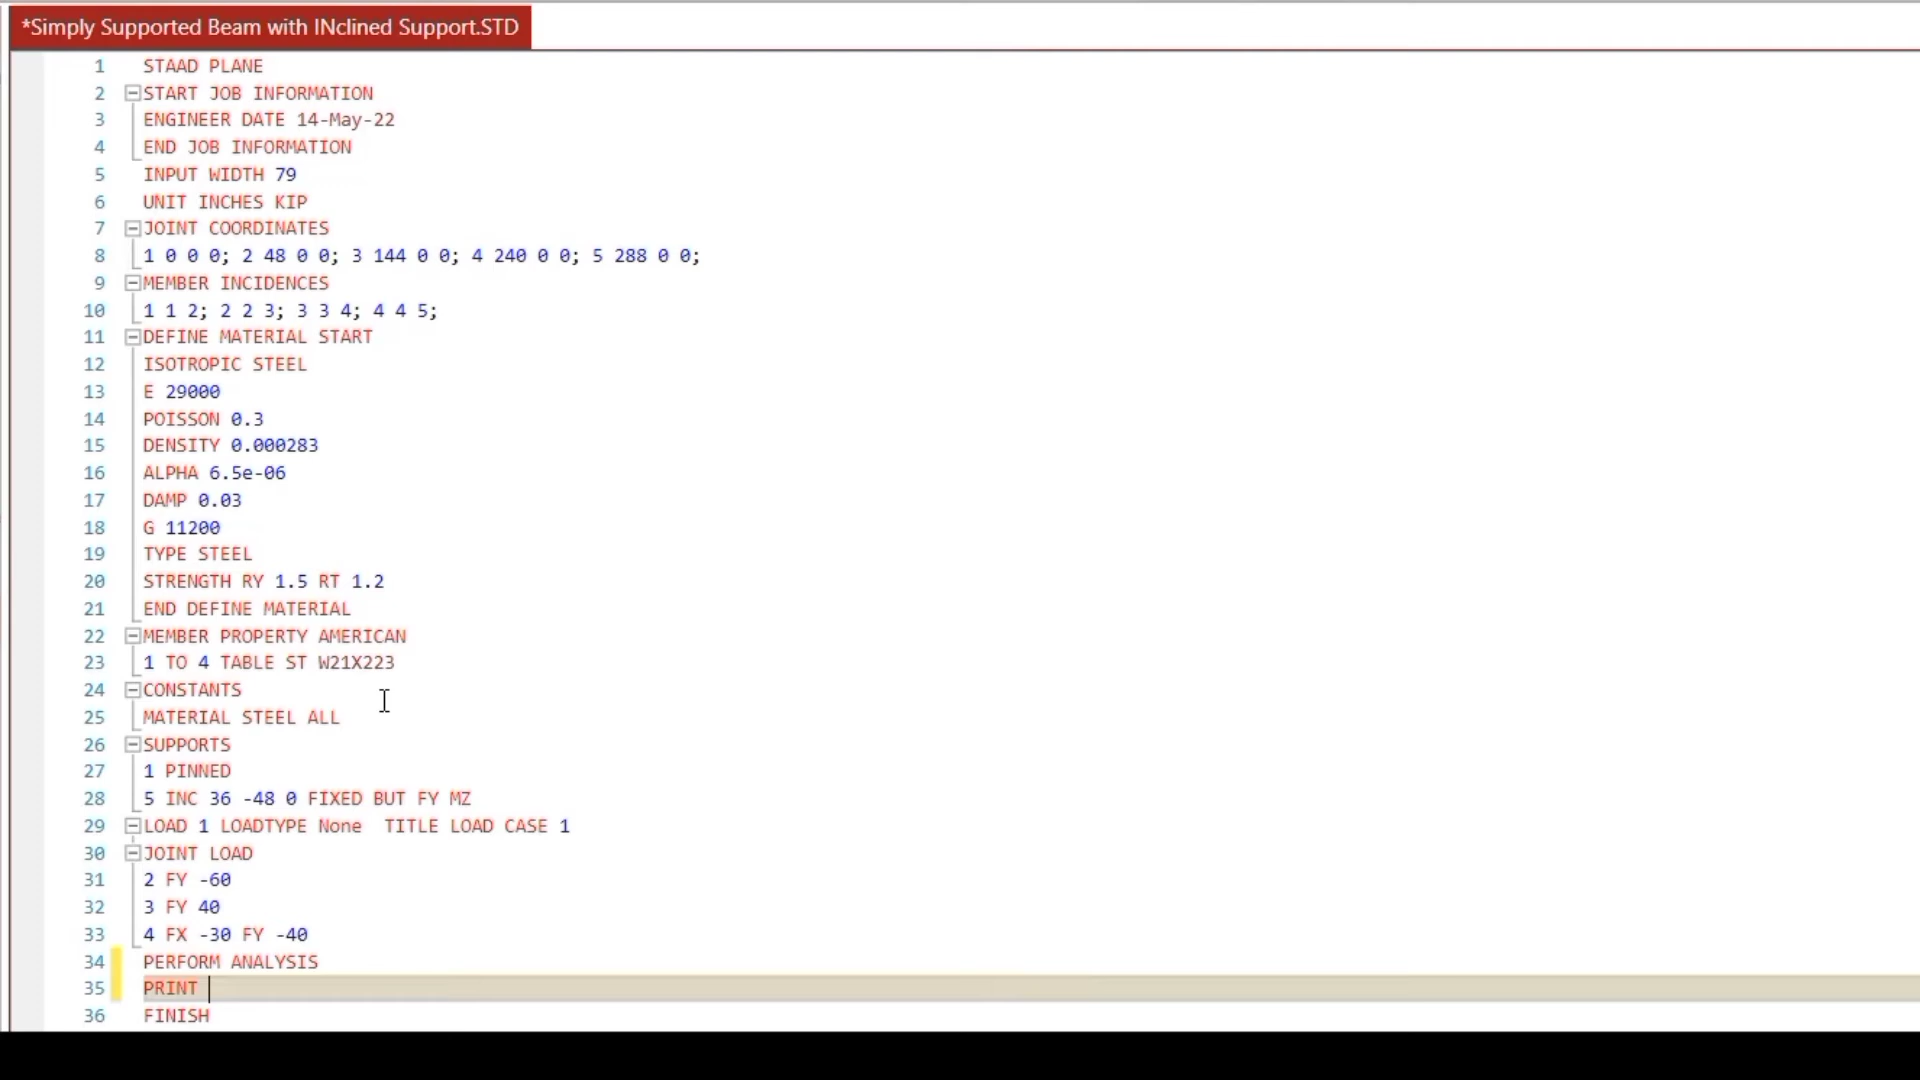 *Simply Supported Beam with INclined Support.STD
1 STAAD PLANE
2 START JOB INFORMATION
3 ENGINEER DATE 14-May-22
4 END JOB INFORMATION
5 INPUT WIDTH 79
6 UNIT INCHES KIP
7 JOINT COORDINATES
8 1 0 0 0; 2 48 0 0; 3 144 0 0; 4 240 0 0; 5 288 0 0;
9 MEMBER INCIDENCES
10 1 1 2; 2 2 3; 3 3 4; 4 4 5;
11 DEFINE MATERIAL START
12 ISOTROPIC STEEL
13 E 29000
14 POISSON 0.3
15 DENSITY 0.000283
16 ALPHA 6.5e-06
17 DAMP 0.03
18 G 11200
19 TYPE STEEL
20 STRENGTH RY 1.5 RT 1.2
21 END DEFINE MATERIAL
22 MEMBER PROPERTY AMERICAN
23 1 TO 4 TABLE ST W21X223
24 CONSTANTS
25 MATERIAL STEEL ALL
26 SUPPORTS
27 1 PINNED
28 5 INC 36 -48 0 FIXED BUT FY MZ
29 LOAD 1 LOADTYPE None  TITLE LOAD CASE 1
30 JOINT LOAD
31 2 FY -60
32 3 FY 40
33 4 FX -30 FY -40
34 PERFORM ANALYSIS
35 PRINT
36 FINISH